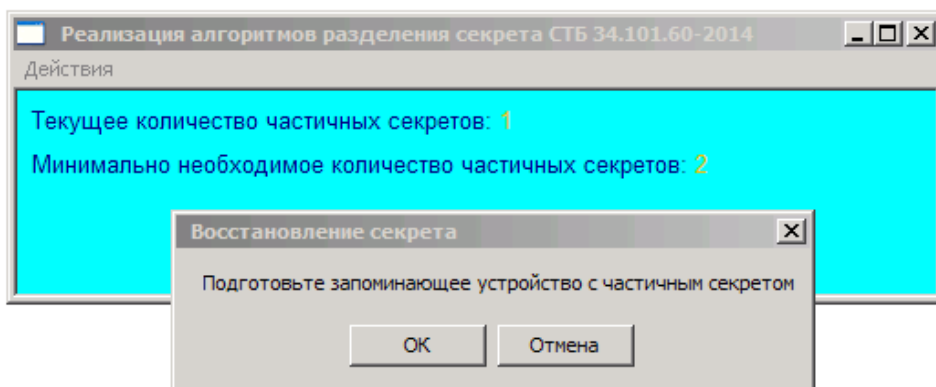 Реализация алгоритмов разделения секрета СТБ 34.101.60-2014
Действия
Текущее количество частичных секретов: 1
Минимально необходимое количество частичных секретов: 2
Восстановление секрета
Подготовьте запоминающее устройство с частичным секретом
ОК Отмена